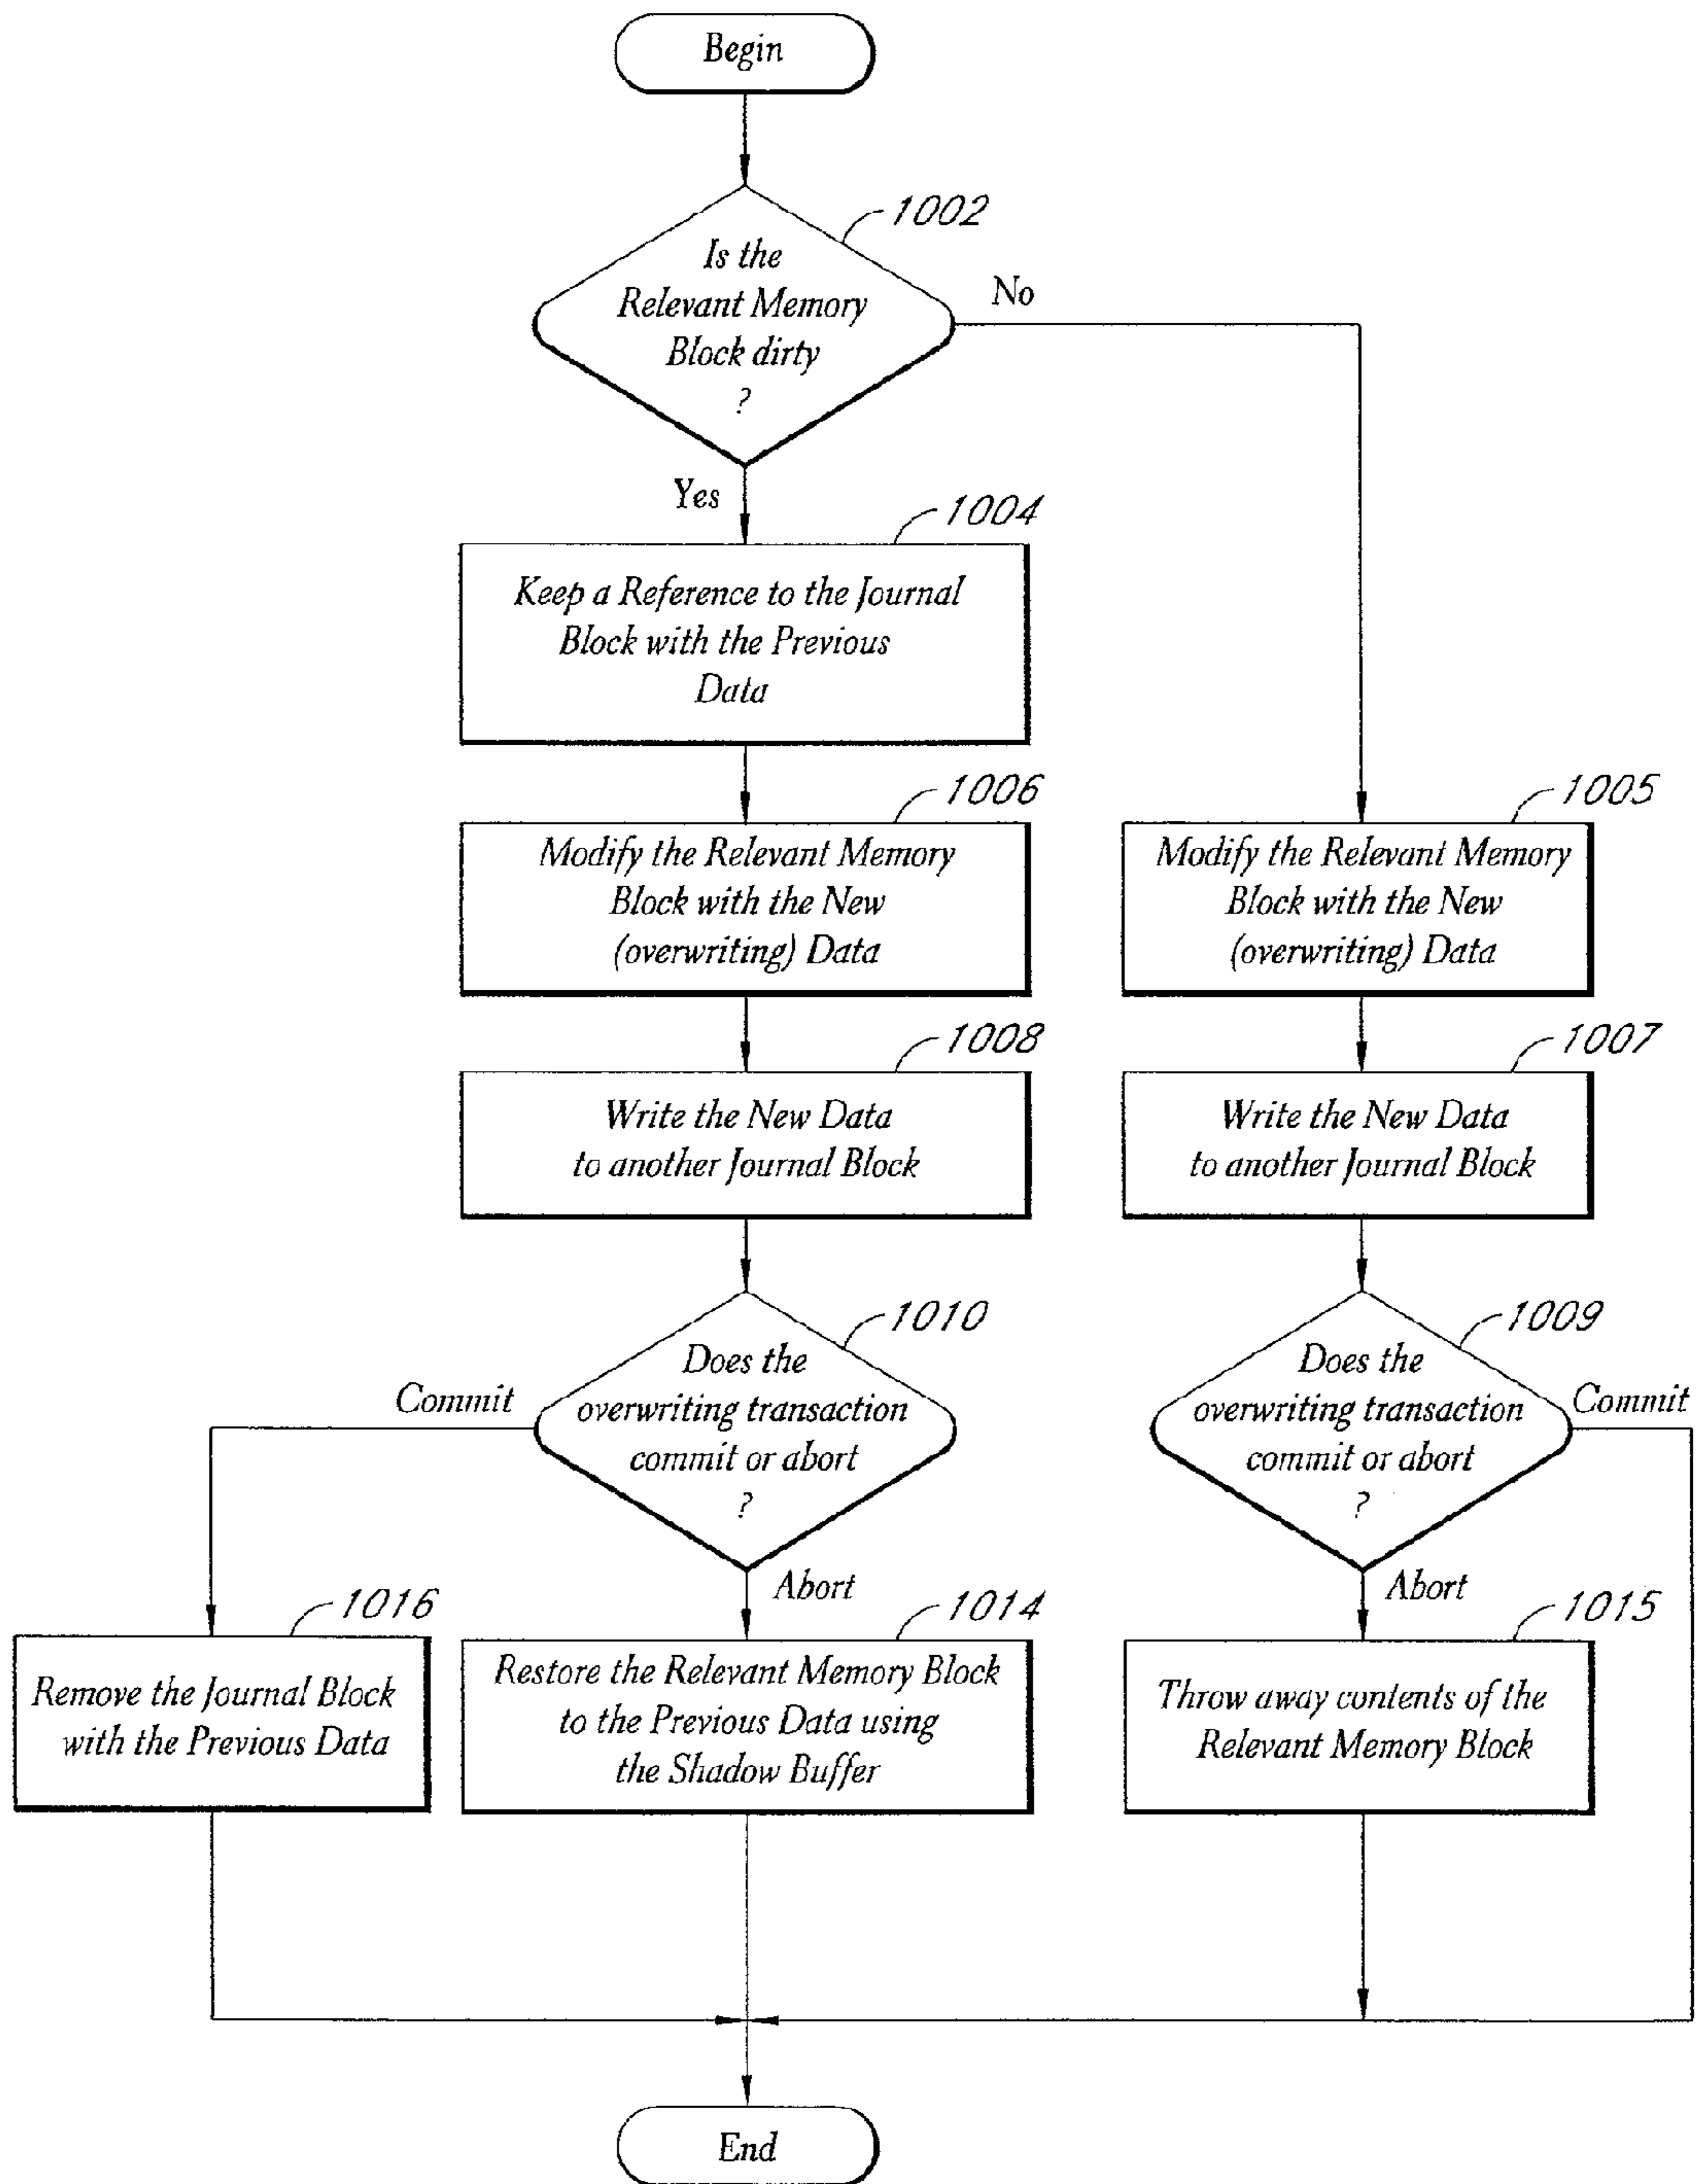 Begin
1002
Is the
Relevant Memory
Block dirty
?
No
Yes
1004
Keep a Reference to the Journal
Block with the Previous
Data
1006
Modify the Relevant Memory
Block with the New
(overwriting) Data
1005
Modify the Relevant Memory
Block with the New
(overwriting) Data
1008
Write the New Data
to another Journal Block
1007
Write the New Data
to another Journal Block
1010
Does the
overwriting transaction
commit or abort
?
Commit
Abort
1009
Does the
overwriting transaction
commit or abort
?
Commit
Abort
1016
Remove the Journal Block
with the Previous Data
1014
Restore the Relevant Memory Block
to the Previous Data using
the Shadow Buffer
1015
Throw away contents of the
Relevant Memory Block
End